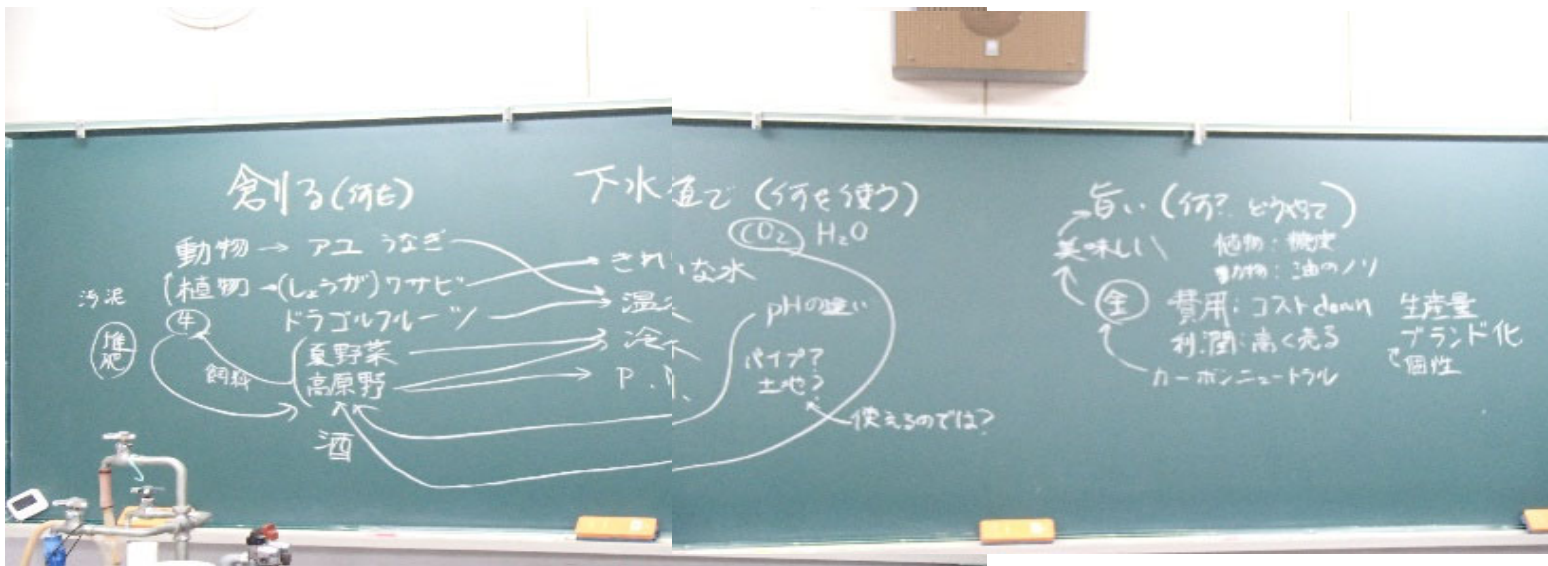 創る(何を)
動物→アユ うなぎ
植物→(しょうが)ワサビ
ドラゴルフルーツ
汚泥
牛
堆肥
飼料
夏野菜
高原野
酒
下水道で(何を使う)
CO₂ H₂O
きれいな水
温
冷
P.
pHの違い
パイプ?
土地?
使えるのでは?
旨い(何? どうやって)
美味しい
植物:糖度
動物:油のノリ
金 費用:コストdown 生産量
利潤:高く売る ブランド化
個性
カーボンニュートラル